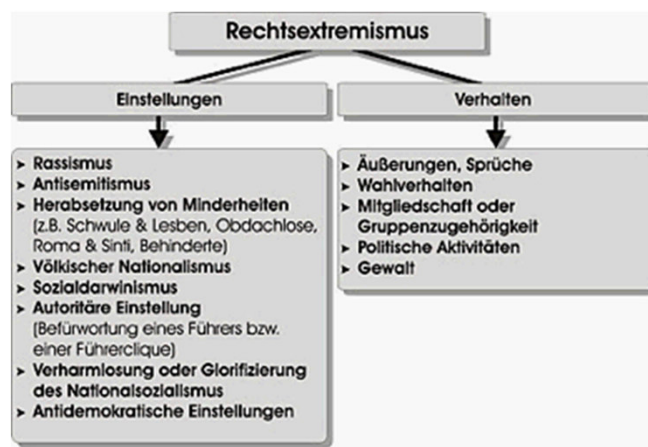 Rechtsextremismus
Einstellungen
Verhalten
➤ Rassismus
➤ Antisemitismus
➤ Herabsetzung von Minderheiten
(z.B. Schwule & Lesben, Obdachlose,
Roma & Sinti, Behinderte)
➤ Völkischer Nationalismus
➤ Sozialdarwinismus
➤ Autoritäre Einstellung
(Befürwortung eines Führers bzw.
einer Führerclique)
➤ Verharmlosung oder Glorifizierung
des Nationalsozialismus
➤ Antidemokratische Einstellungen
➤ Äußerungen, Sprüche
➤ Wahlverhalten
➤ Mitgliedschaft oder
Gruppenzugehörigkeit
➤ Politische Aktivitäten
➤ Gewalt